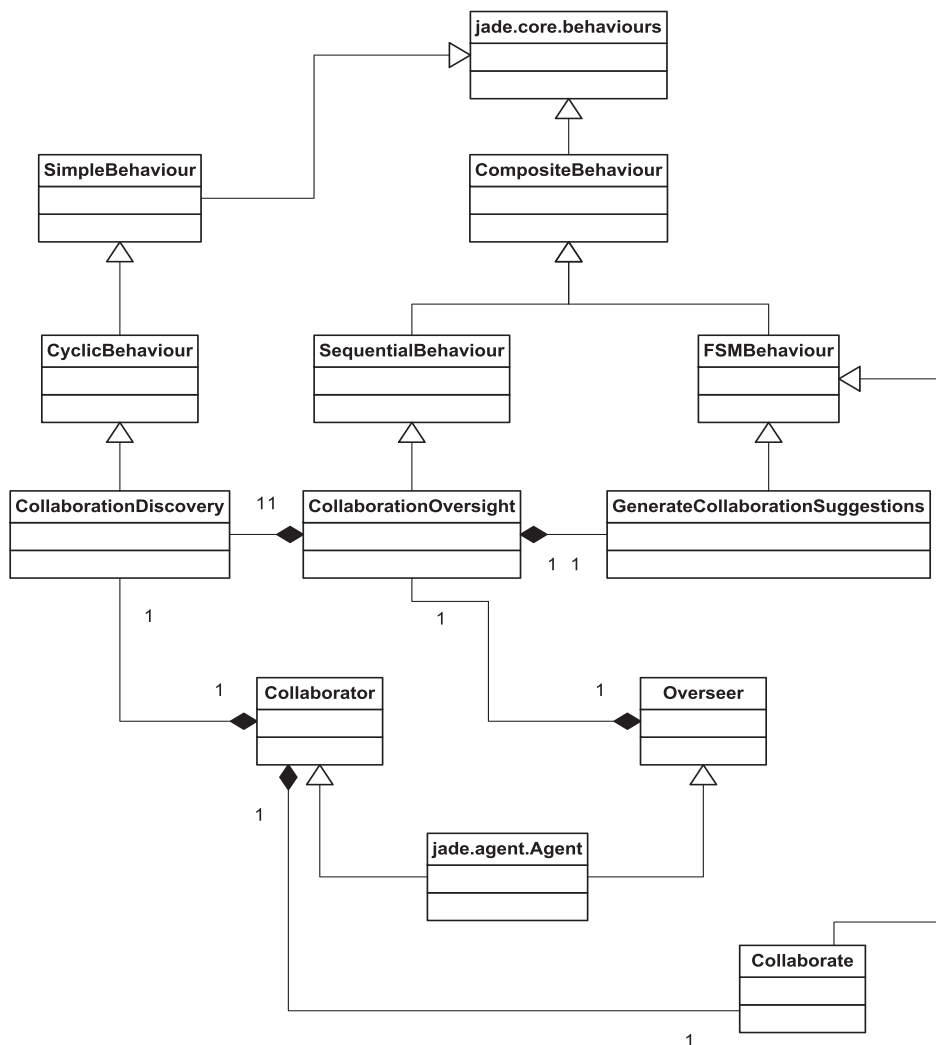 jade.core.behaviours
SimpleBehaviour
CompositeBehaviour
CyclicBehaviour
SequentialBehaviour
FSMBehaviour
CollaborationDiscovery
11
CollaborationOversight
GenerateCollaborationSuggestions
1 1
1
1
1
Collaborator
1
Overseer
1
jade.agent.Agent
Collaborate
1